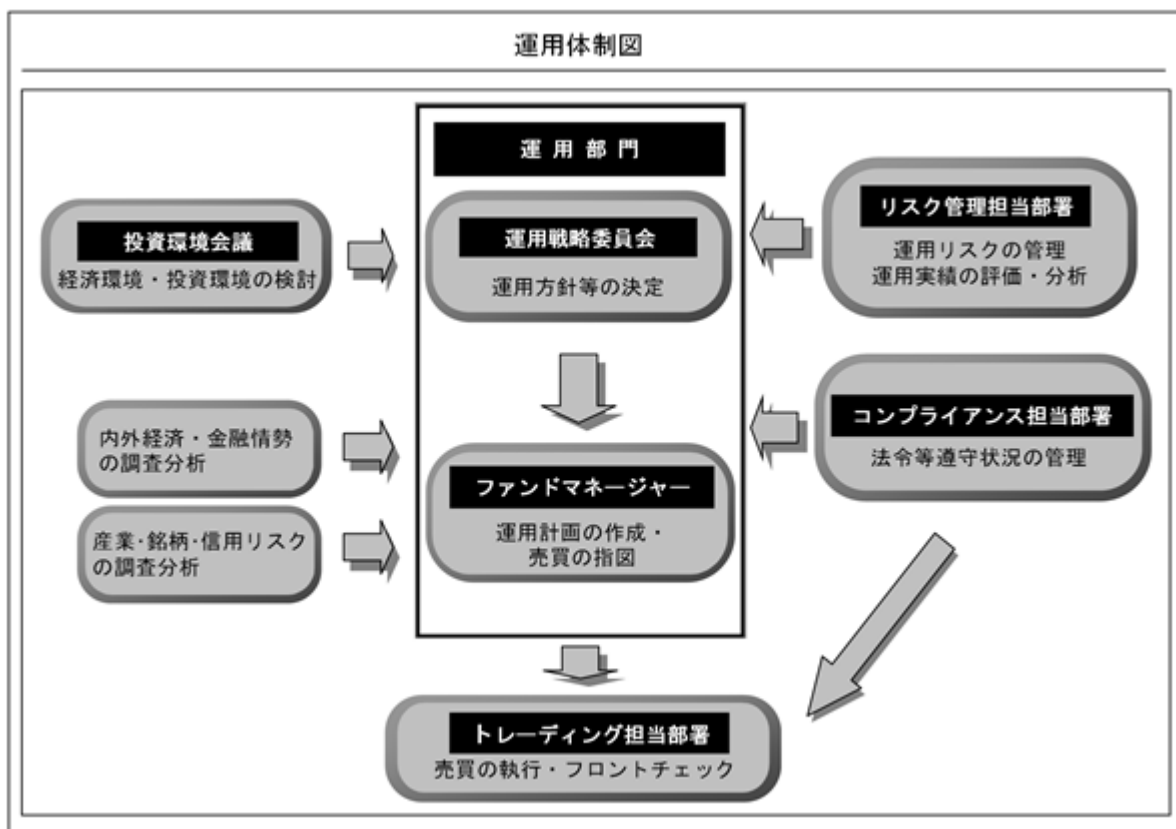 運用体制図
運用部門
投資環境会議
経済環境・投資環境の検討
運用戦略委員会
運用方針等の決定
リスク管理担当部署
運用リスクの管理
運用実績の評価・分析
内外経済・金融情勢
の調査分析
産業・銘柄・信用リスク
の調査分析
ファンドマネージャー
運用計画の作成・
売買の指図
コンプライアンス担当部署
法令等遵守状況の管理
トレーディング担当部署
売買の執行・フロントチェック